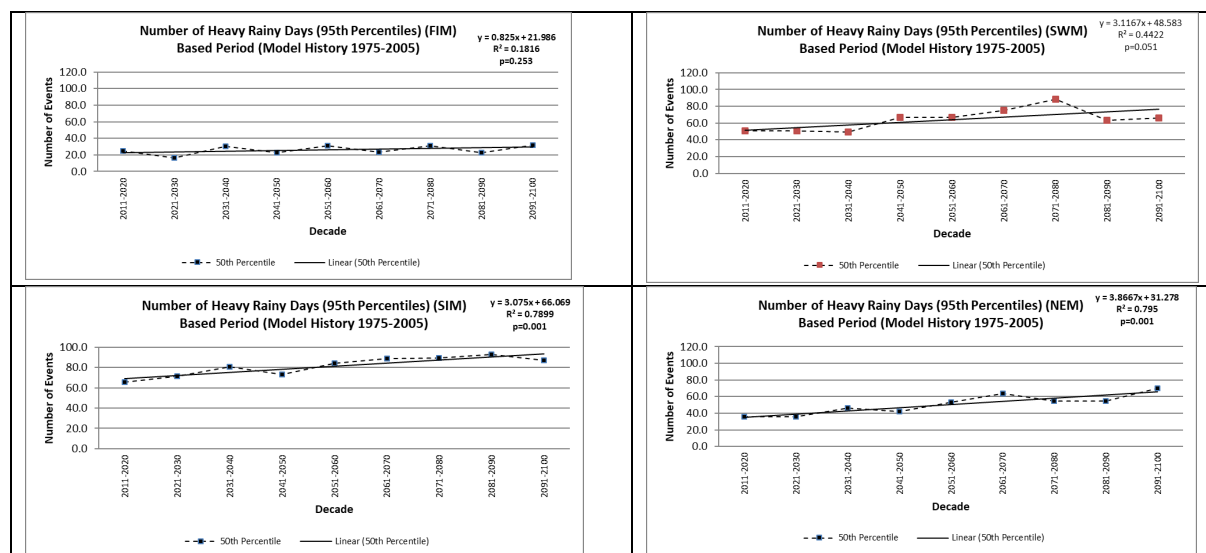 Number of Heavy Rainy Days (95th Percentiles) (FIM)
Based Period (Model History 1975-2005)
y = 0.825x + 21.986
R² = 0.1816
p=0.253
Number of Events
120.0
100.0
80.0
60.0
40.0
20.0
0.0
2011-2020
2021-2030
2031-2040
2041-2050
2051-2060
2061-2070
2071-2080
2081-2090
2091-2100
Decade
50th Percentile
Linear (50th Percentile)
Number of Heavy Rainy Days (95th Percentiles) (SWM)
Based Period (Model History 1975-2005)
y = 3.1167x + 48.583
R² = 0.4422
p=0.051
Number of Events
120.0
100.0
80.0
60.0
40.0
20.0
0.0
2011-2020
2021-2030
2031-2040
2041-2050
2051-2060
2061-2070
2071-2080
2081-2090
2091-2100
Decade
50th Percentile
Linear (50th Percentile)
Number of Heavy Rainy Days (95th Percentiles) (SIM)
Based Period (Model History 1975-2005)
y = 3.075x + 66.069
R² = 0.7899
p=0.001
Number of Events
100.0
80.0
60.0
40.0
20.0
0.0
2011-2020
2021-2030
2031-2040
2041-2050
2051-2060
2061-2070
2071-2080
2081-2090
2091-2100
Decade
50th Percentile
Linear (50th Percentile)
Number of Heavy Rainy Days (95th Percentiles) (NEM)
Based Period (Model History 1975-2005)
y = 3.8667x + 31.278
R² = 0.795
p=0.001
Number of Events
120.0
100.0
80.0
60.0
40.0
20.0
0.0
2011-2020
2021-2030
2031-2040
2041-2050
2051-2060
2061-2070
2071-2080
2081-2090
2091-2100
Decade
50th Percentile
Linear (50th Percentile)